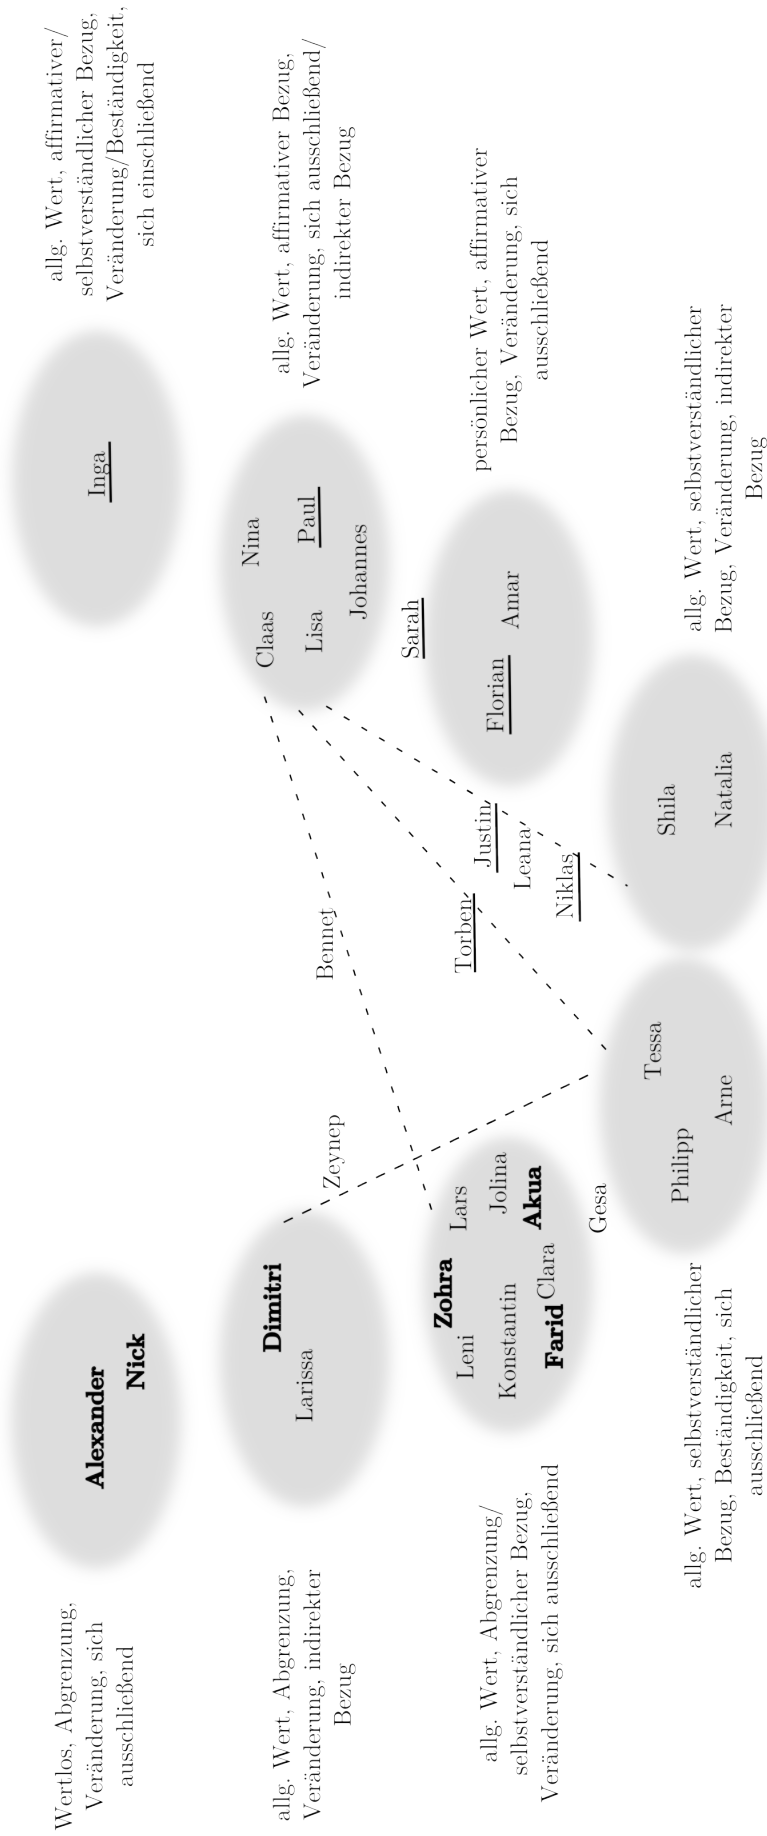 Wertlos, Abgrenzung,
Veränderung, sich
ausschließend
Alexander
Nick
Inga
allg. Wert, affirmativer/
selbstverständlicher Bezug,
Veränderung/Beständigkeit,
sich einschließend
allg. Wert, Abgrenzung,
Veränderung, indirekter
Bezug
Dimitri
Larissa
Zeynep
Bennet
Claas
Nina
Lisa
Paul
Johannes
allg. Wert, affirmativer Bezug,
Veränderung, sich ausschließend/
indirekter Bezug
allg. Wert, Abgrenzung/
selbstverständlicher Bezug,
Veränderung, sich ausschließend
Zohra
Leni
Lars
Konstantin
Jolina
Akua
Farid
Clara
Gesa
Torben
Justin
Leana
Niklas
Sarah
Florian
Amar
persönlicher Wert, affirmativer
Bezug, Veränderung, sich
ausschließend
allg. Wert, selbstverständlicher
Bezug, Beständigkeit, sich
ausschließend
Philipp
Tessa
Arne
Shila
Natalia
allg. Wert, selbstverständlicher
Bezug, Veränderung, indirekter
Bezug